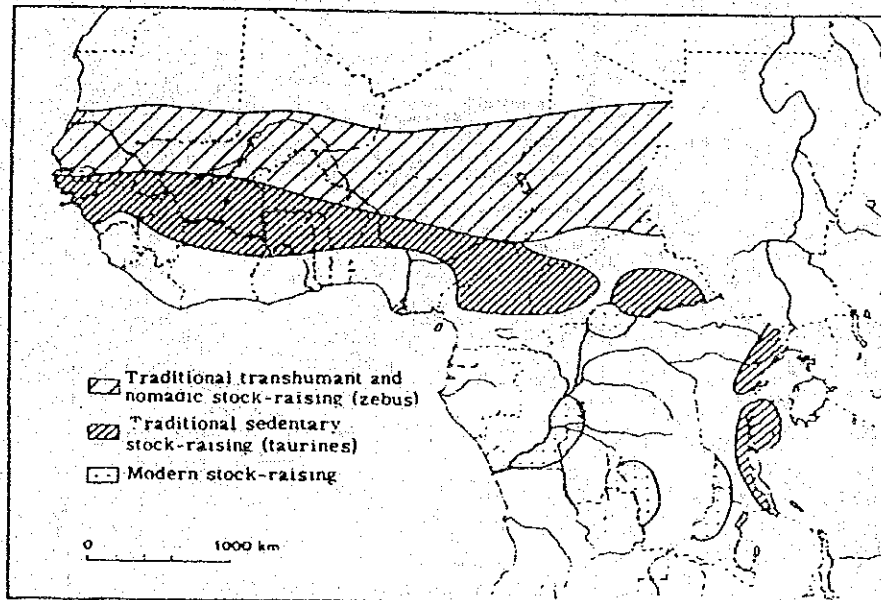 Traditional transhumant and
nomadic stock-raising (zebus)
Traditional sedentary
stock-raising (taurines)
Modern stock-raising
0 1000 km